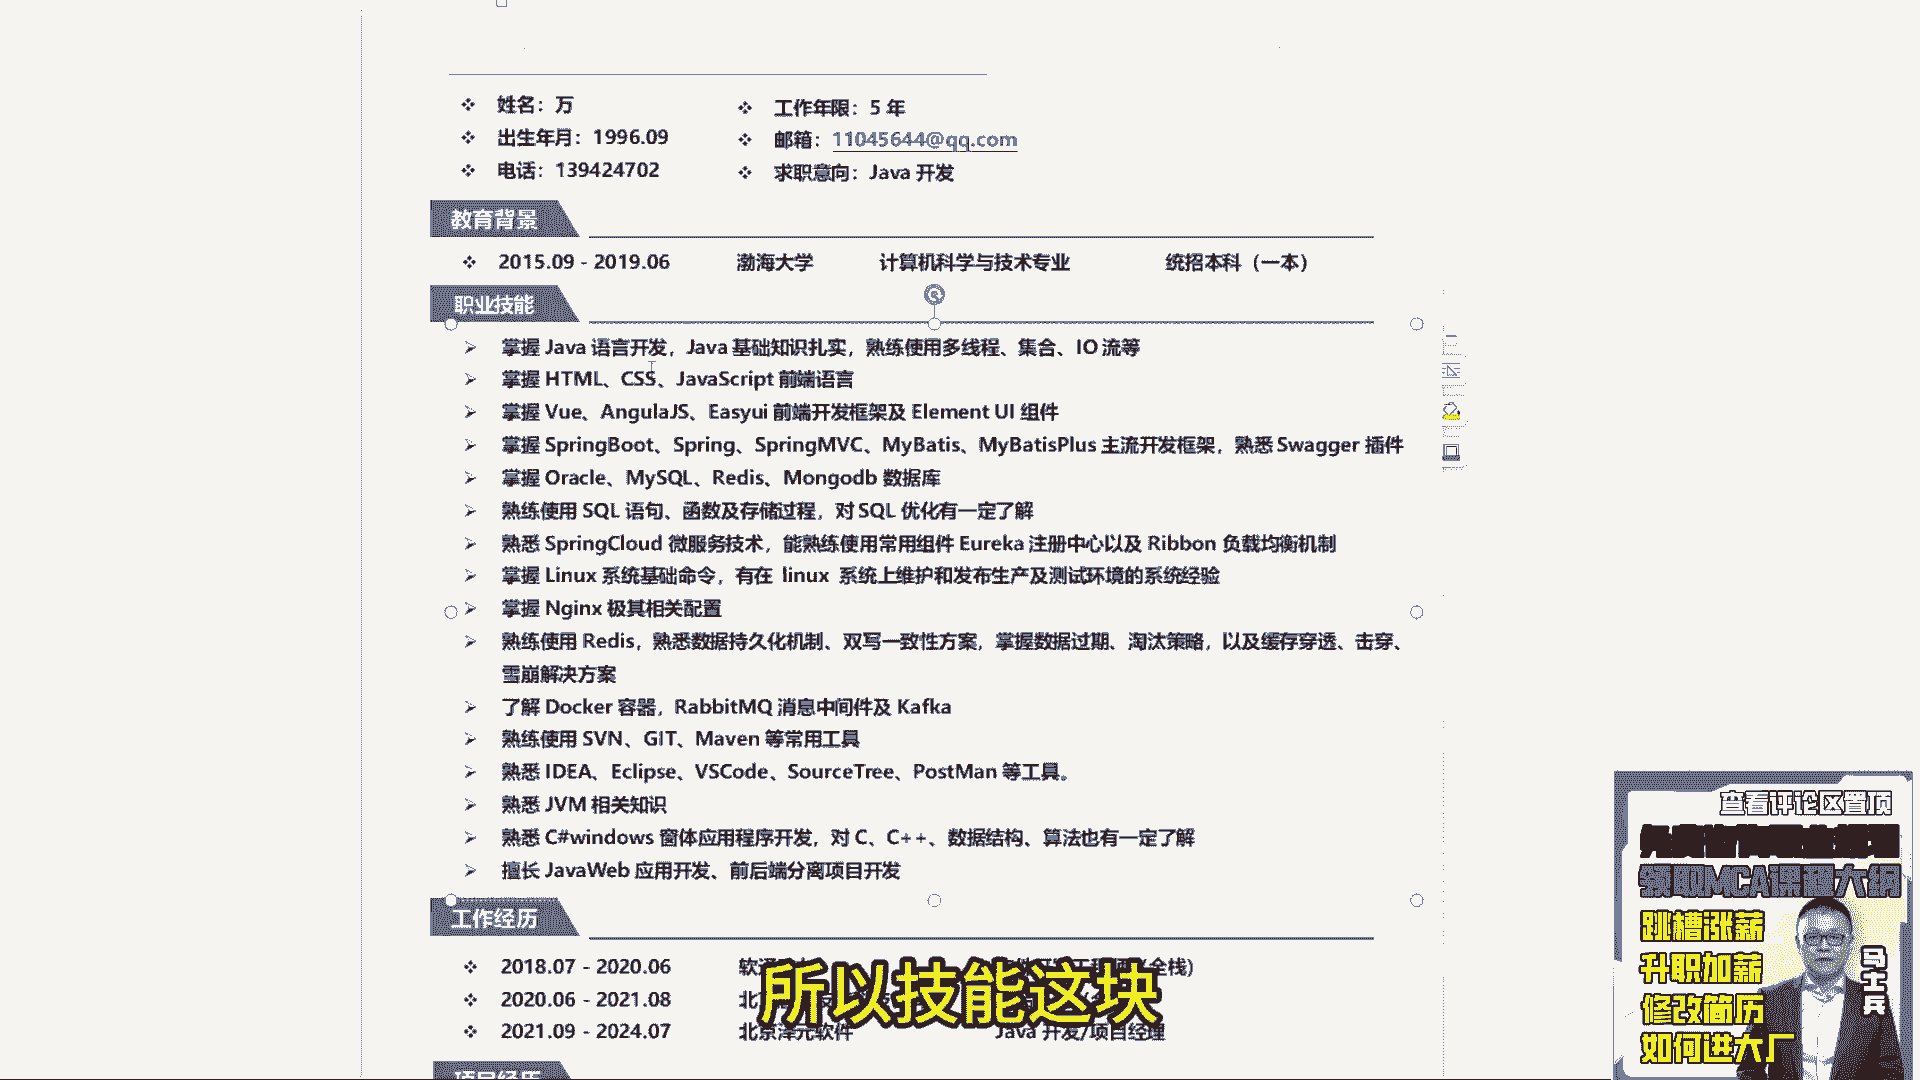 姓名：万
工作年限：5 年
出生年月：1996.09
邮箱：11045644@qq.com
电话：139424702
求职意向：Java 开发
教育背景
2015.09 - 2019.06 渤海大学 计算机科学与技术专业 统招本科（一本）
职业技能
掌握 Java 语言开发，Java 基础知识扎实，熟练使用多线程、集合、IO 流等
掌握 HTML、CSS、JavaScript 前端语言
掌握 Vue、AngulaJS、Easyui 前端开发框架及 Element UI 组件
掌握 SpringBoot、Spring、SpringMVC、MyBatis、MyBatisPlus 主流开发框架，熟悉 Swagger 插件
掌握 Oracle、MySQL、Redis、Mongodb 数据库
熟练使用 SQL 语句、函数及存储过程，对 SQL 优化有一定了解
熟悉 SpringCloud 微服务技术，能熟练使用常用组件 Eureka 注册中心以及 Ribbon 负载均衡机制
掌握 Linux 系统基础命令，有在 linux 系统上维护和发布生产及测试环境的系统经验
掌握 Nginx 极其相关配置
熟练使用 Redis，熟悉数据持久化机制、双写一致性方案，掌握数据过期、淘汰策略，以及缓存穿透、击穿、
雪崩解决方案
了解 Docker 容器，RabbitMQ 消息中间件及 Kafka
熟练使用 SVN、GIT、Maven 等常用工具
熟悉 IDEA、Eclipse、VSCode、SourceTree、PostMan 等工具。
熟悉 JVM 相关知识
熟悉 C#windows 窗体应用程序开发，对 C、C++、数据结构、算法也有一定了解
擅长 JavaWeb 应用开发、前后端分离项目开发
工作经历
2018.07 - 2020.06 软 全栈）
2020.06 - 2021.08 北
2021.09 - 2024.07 北京泽元软件 Java 开发/项目经理
所以技能这块
项目经历
查看评论区置顶
领取MCA课程大纲
跳槽涨薪
升职加薪
修改简历
如何进大厂
马士兵